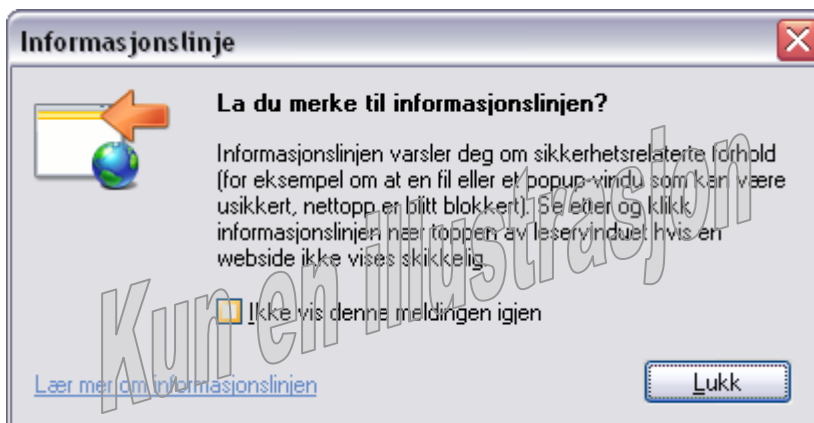 Informasjonslinje
La du merke til informasjonslinjen?
Informasjonslinjen varsler deg om sikkerhetsrelaterte forhold
(for eksempel om at en fil eller et popup-vindu som kan være
usikkert, nettopp er blitt blokkert). Se etter og klikk
informasjonslinjen nær toppen av leservinduet hvis en
webside ikke vises skikkelig.
Ikke vis denne meldingen igjen
Lær mer om informasjonslinjen
Lukk
Kun en illustrasjon